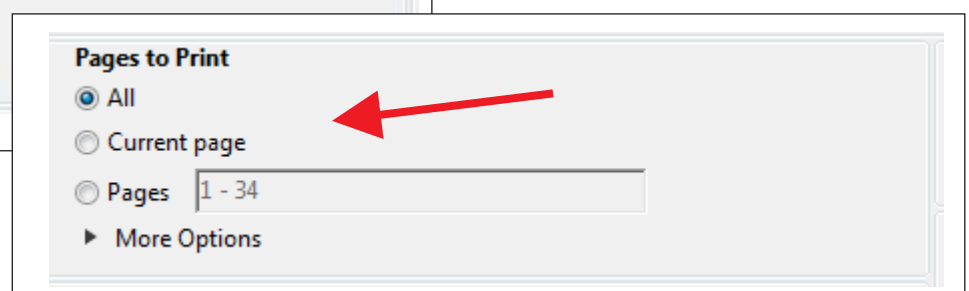 Pages to Print
All
Current page
Pages 1 - 34
More Options